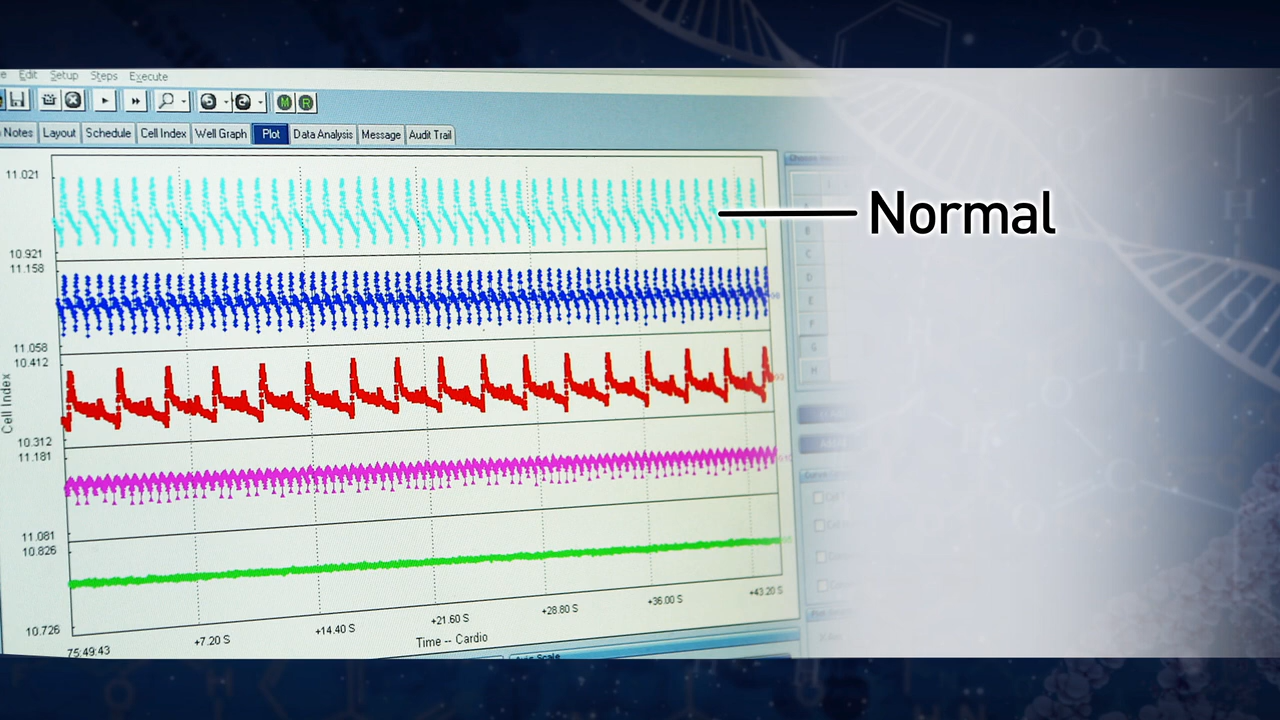 Edit Setup Steps Execute
Notes Layout Schedule Cell Index Well Graph Plot Data Analysis Message Audit Trail
11.021
Normal
10.921
11.158
11.058
10.412
Cell Index
10.312
11.181
11.081
10.826
10.726
75:49:43
+7.20 S
+14.40 S
+21.60 S
+28.80 S
+36.00 S
+43.20 S
Time -- Cardio
Axis Scale
M
R
B
C
D
E
F
G
H